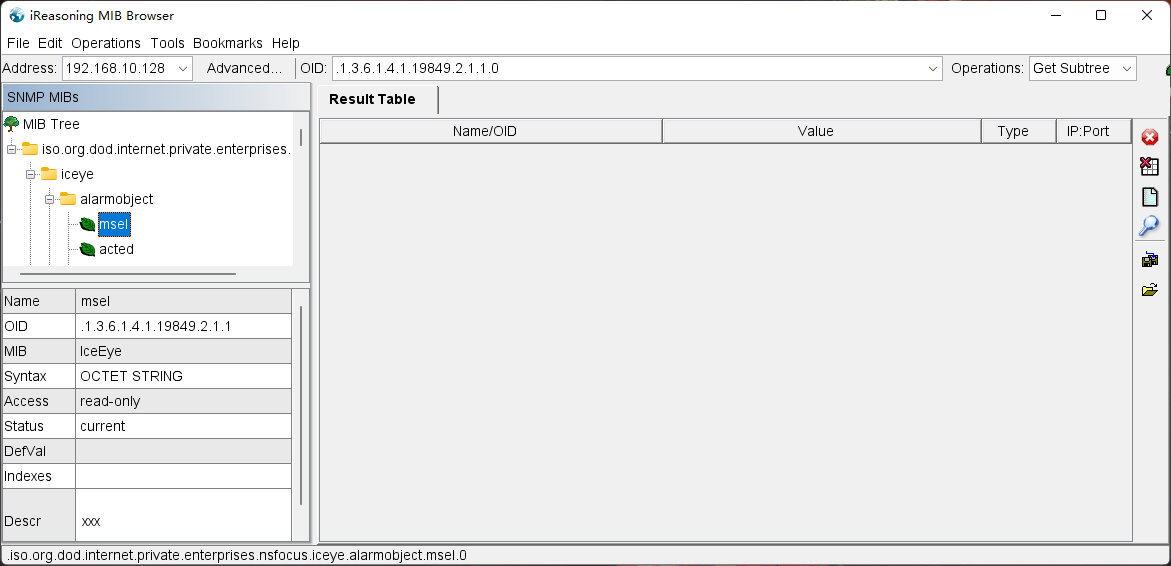 iReasoning MIB Browser
File Edit Operations Tools Bookmarks Help
Address: 192.168.10.128 Advanced... OID: .1.3.6.1.4.1.19849.2.1.1.0 Operations: Get Subtree
SNMP MIBs
Result Table
MIB Tree
iso.org.dod.internet.private.enterprises.
iceye
alarmobject
msel
acted
Name/OID Value Type IP:Port
Name msel
OID .1.3.6.1.4.1.19849.2.1.1
MIB IceEye
Syntax OCTET STRING
Access read-only
Status current
DefVal
Indexes
Descr xxx
.iso.org.dod.internet.private.enterprises.nsfocus.iceye.alarmobject.msel.0